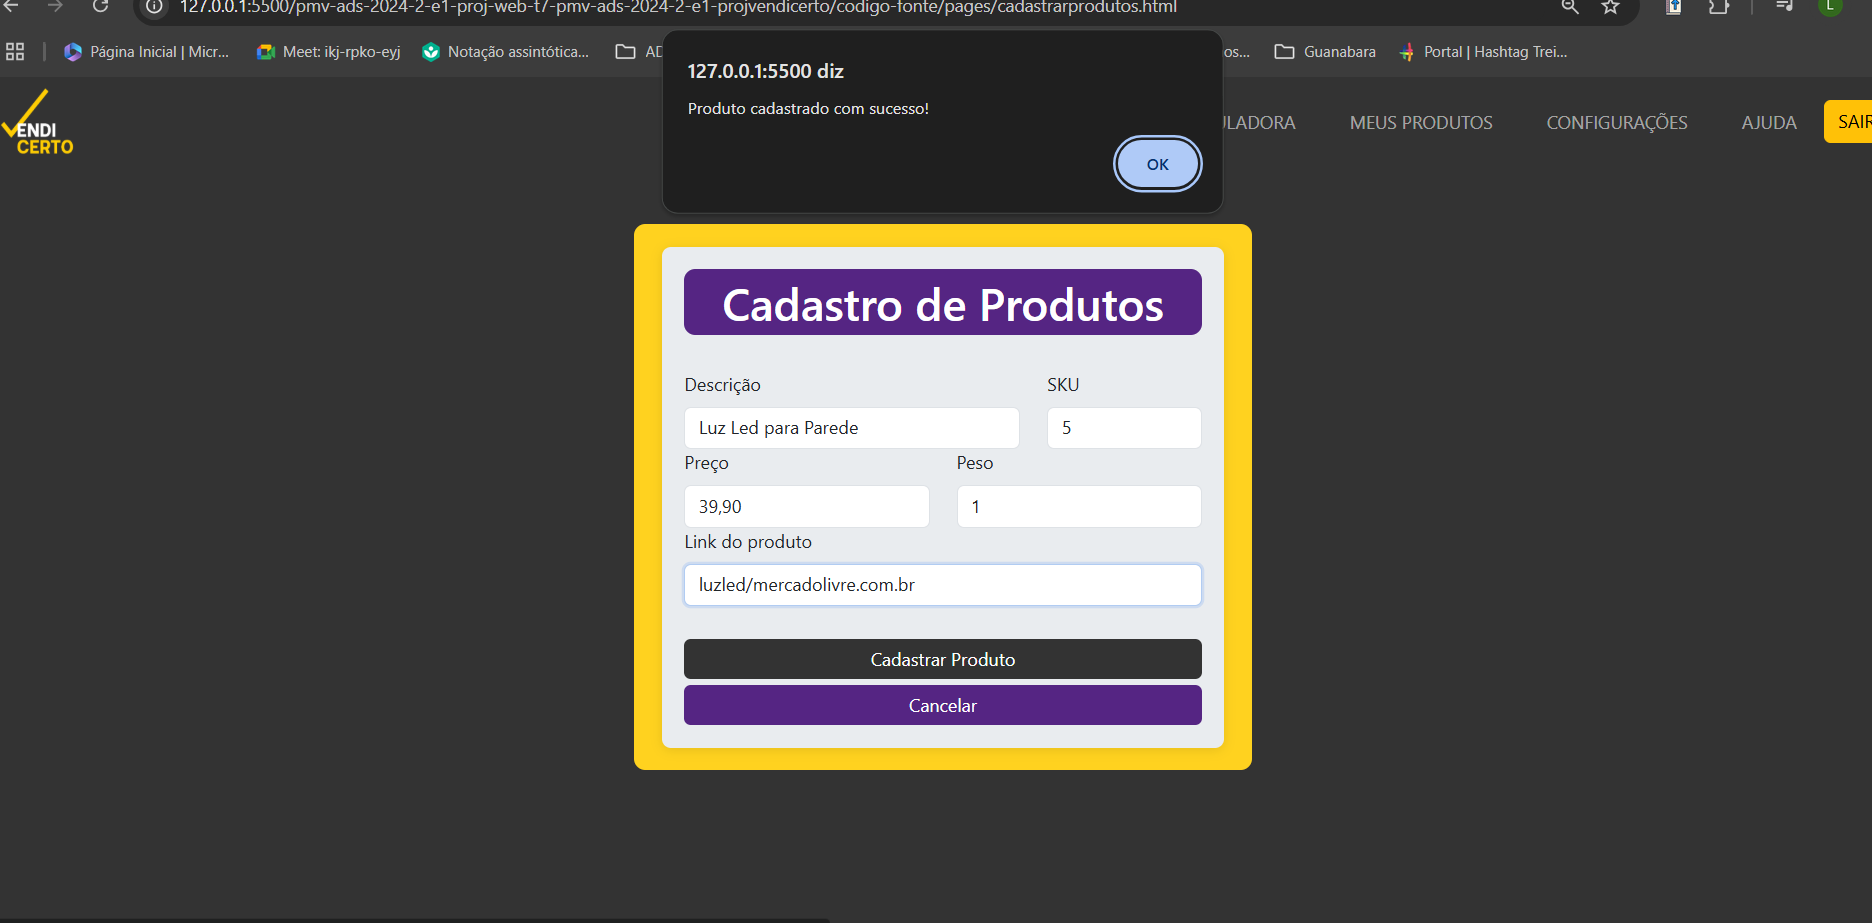 127.0.0.1:5500/pmv-ads-2024-2-e1-proj-web-t7-pmv-ads-2024-2-e1-projvendicerto/codigo-fonte/pages/cadastrarprodutos.html
L
Página Inicial | Micr...
Meet: ikj-rpko-eyj
Notação assintótica...
os...
Guanabara
Portal | Hashtag Trei...
127.0.0.1:5500 diz
Produto cadastrado com sucesso!
OK
ENDI
CERTO
ULADORA
MEUS PRODUTOS
CONFIGURAÇÕES
AJUDA
SAIR
Cadastro de Produtos
Descrição
SKU
Luz Led para Parede
5
Preço
Peso
39,90
1
Link do produto
luzled/mercadolivre.com.br
Cadastrar Produto
Cancelar